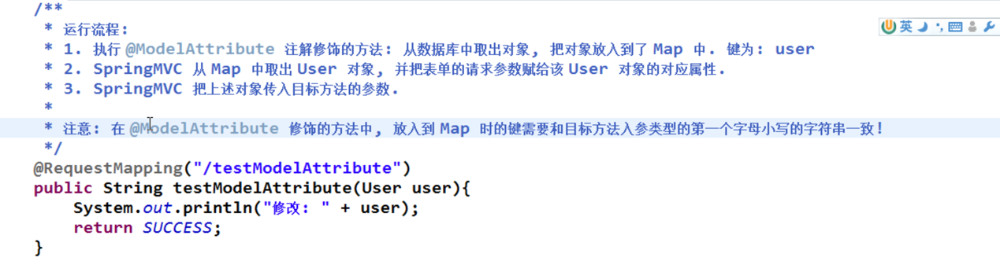 /**
 * 运行流程:
 * 1. 执行 @ModelAttribute 注解修饰的方法: 从数据库中取出对象, 把对象放入到了 Map 中. 键为: user
 * 2. SpringMVC 从 Map 中取出 User 对象, 并把表单的请求参数赋给该 User 对象的对应属性.
 * 3. SpringMVC 把上述对象传入目标方法的参数.
 *
 * 注意: 在 @ModelAttribute 修饰的方法中, 放入到 Map 时的键需要和目标方法入参类型的第一个字母小写的字符串一致!
 */
@RequestMapping("/testModelAttribute")
public String testModelAttribute(User user){
    System.out.println("修改: " + user);
    return SUCCESS;
}
英